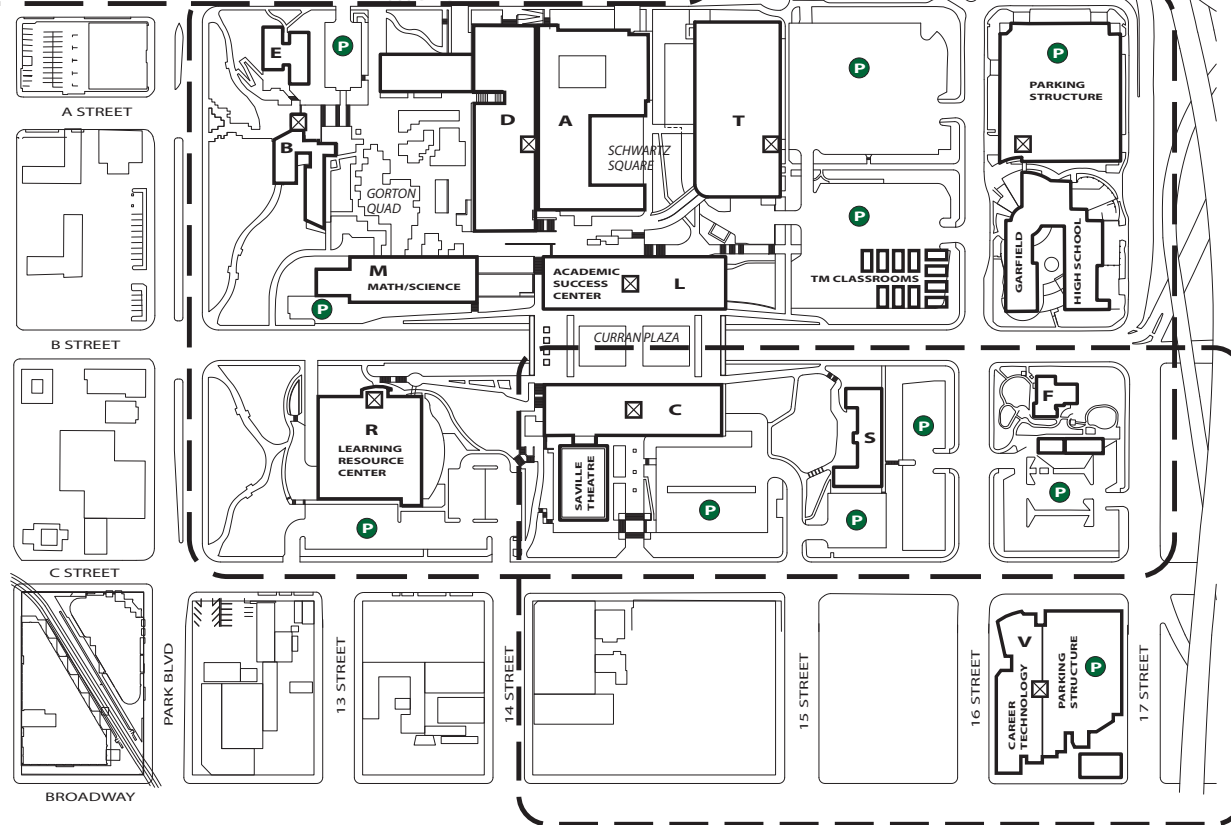 E
P
P
P
PARKING
STRUCTURE
A STREET
D
A
T
B
SCHWARTZ
SQUARE
GORTON
QUAD
P
GARFIELD
HIGH SCHOOL
M
MATH/SCIENCE
ACADEMIC
SUCCESS
CENTER
L
TM CLASSROOMS
P
B STREET
CURRAN PLAZA
R
LEARNING
RESOURCE
CENTER
C
S
P
F
SAVILLE
THEATRE
P
P
P
P
C STREET
PARK BLVD
13 STREET
14 STREET
15 STREET
16 STREET
V
CAREER
TECHNOLOGY
PARKING
STRUCTURE
P
17 STREET
BROADWAY